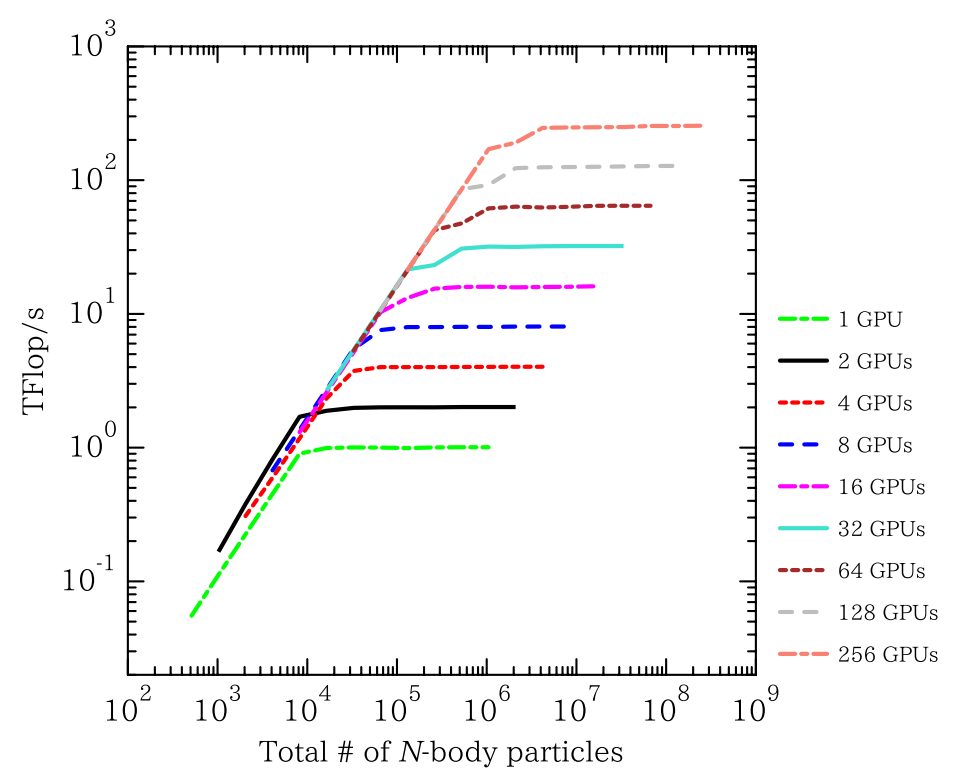 10^3
10^2
10^1
10^0
10^-1
TFlop/s
10^2 10^3 10^4 10^5 10^6 10^7 10^8 10^9
Total # of N-body particles
1 GPU
2 GPUs
4 GPUs
8 GPUs
16 GPUs
32 GPUs
64 GPUs
128 GPUs
256 GPUs